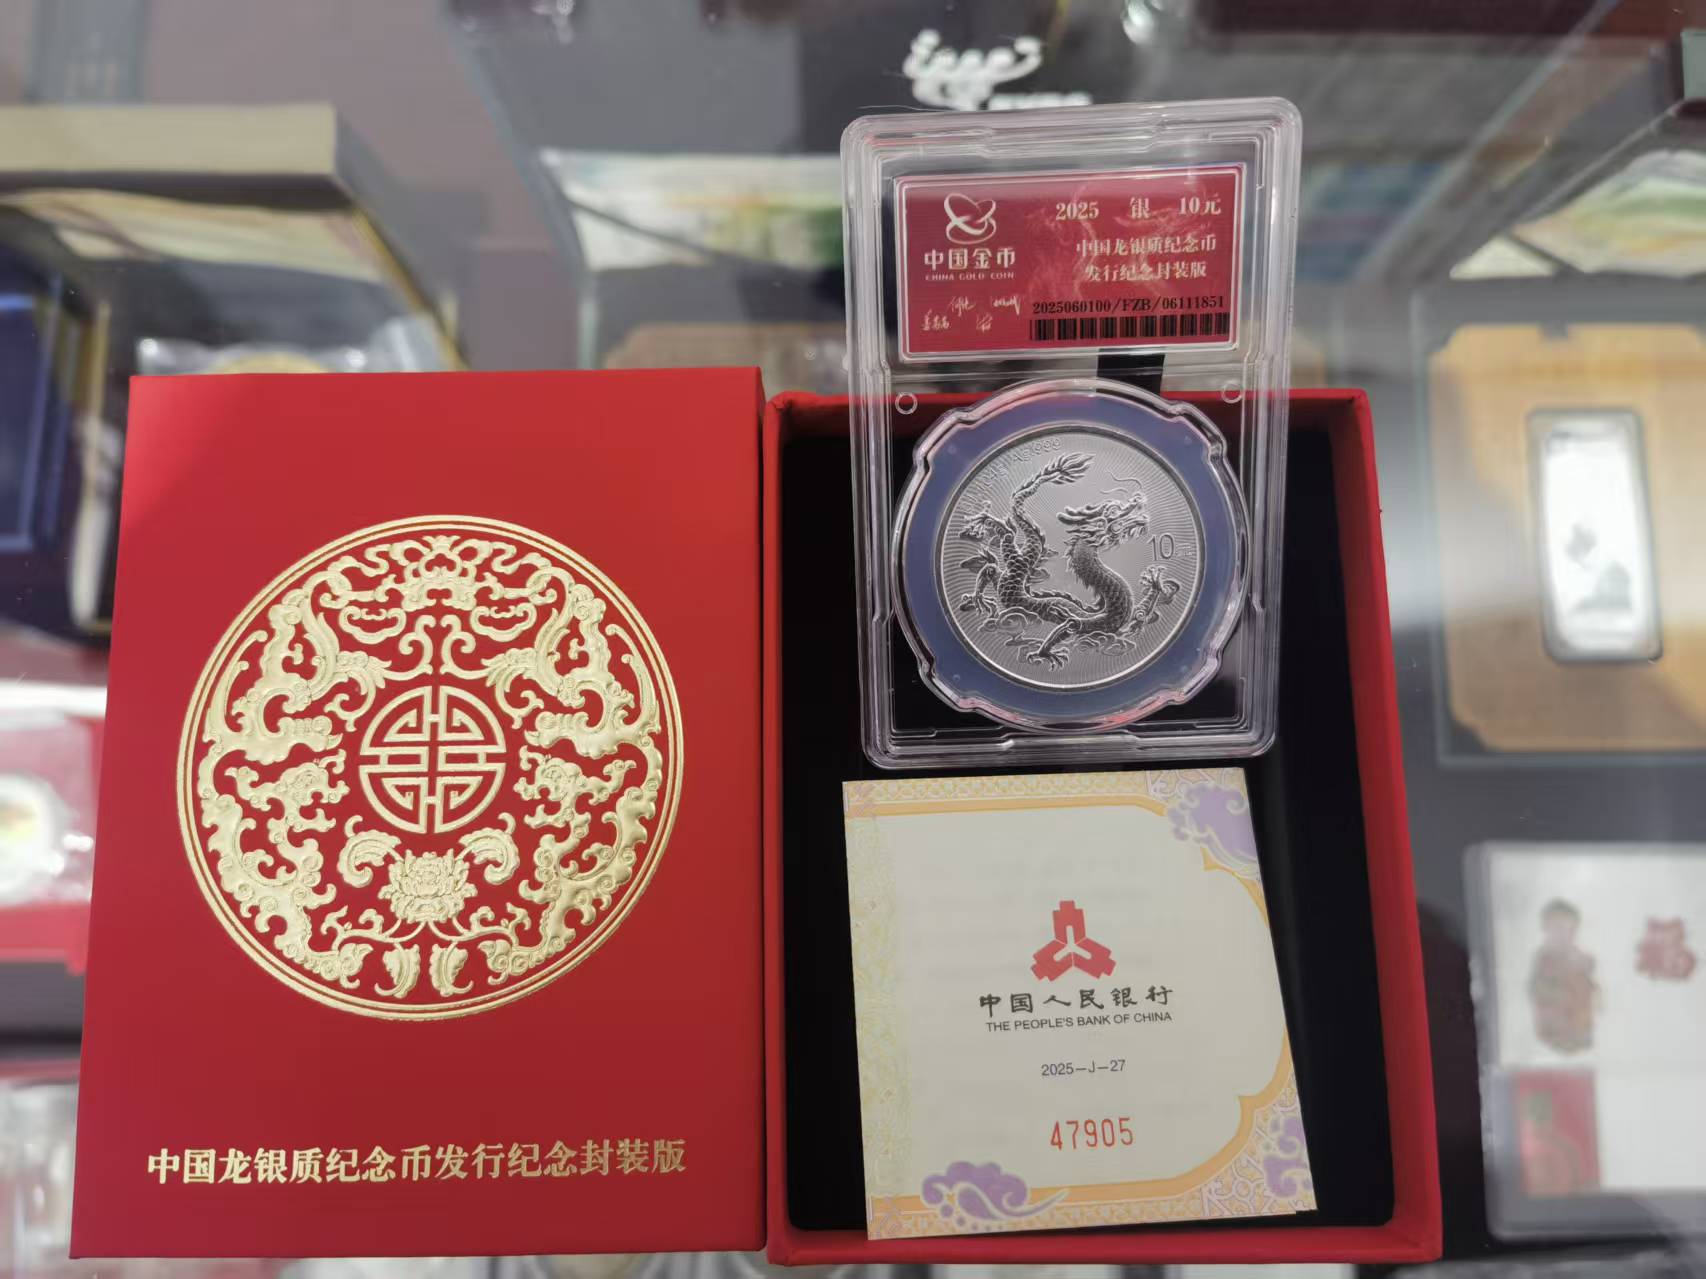 中国龙银质纪念币发行纪念封装版
中国金币
CHINA GOLD COIN
2025 银 10元
中国龙银质纪念币
发行纪念封装版
2025060100/FZB/06111851
10元
中国人民银行
THE PEOPLE'S BANK OF CHINA
2025-J-27
47905
福